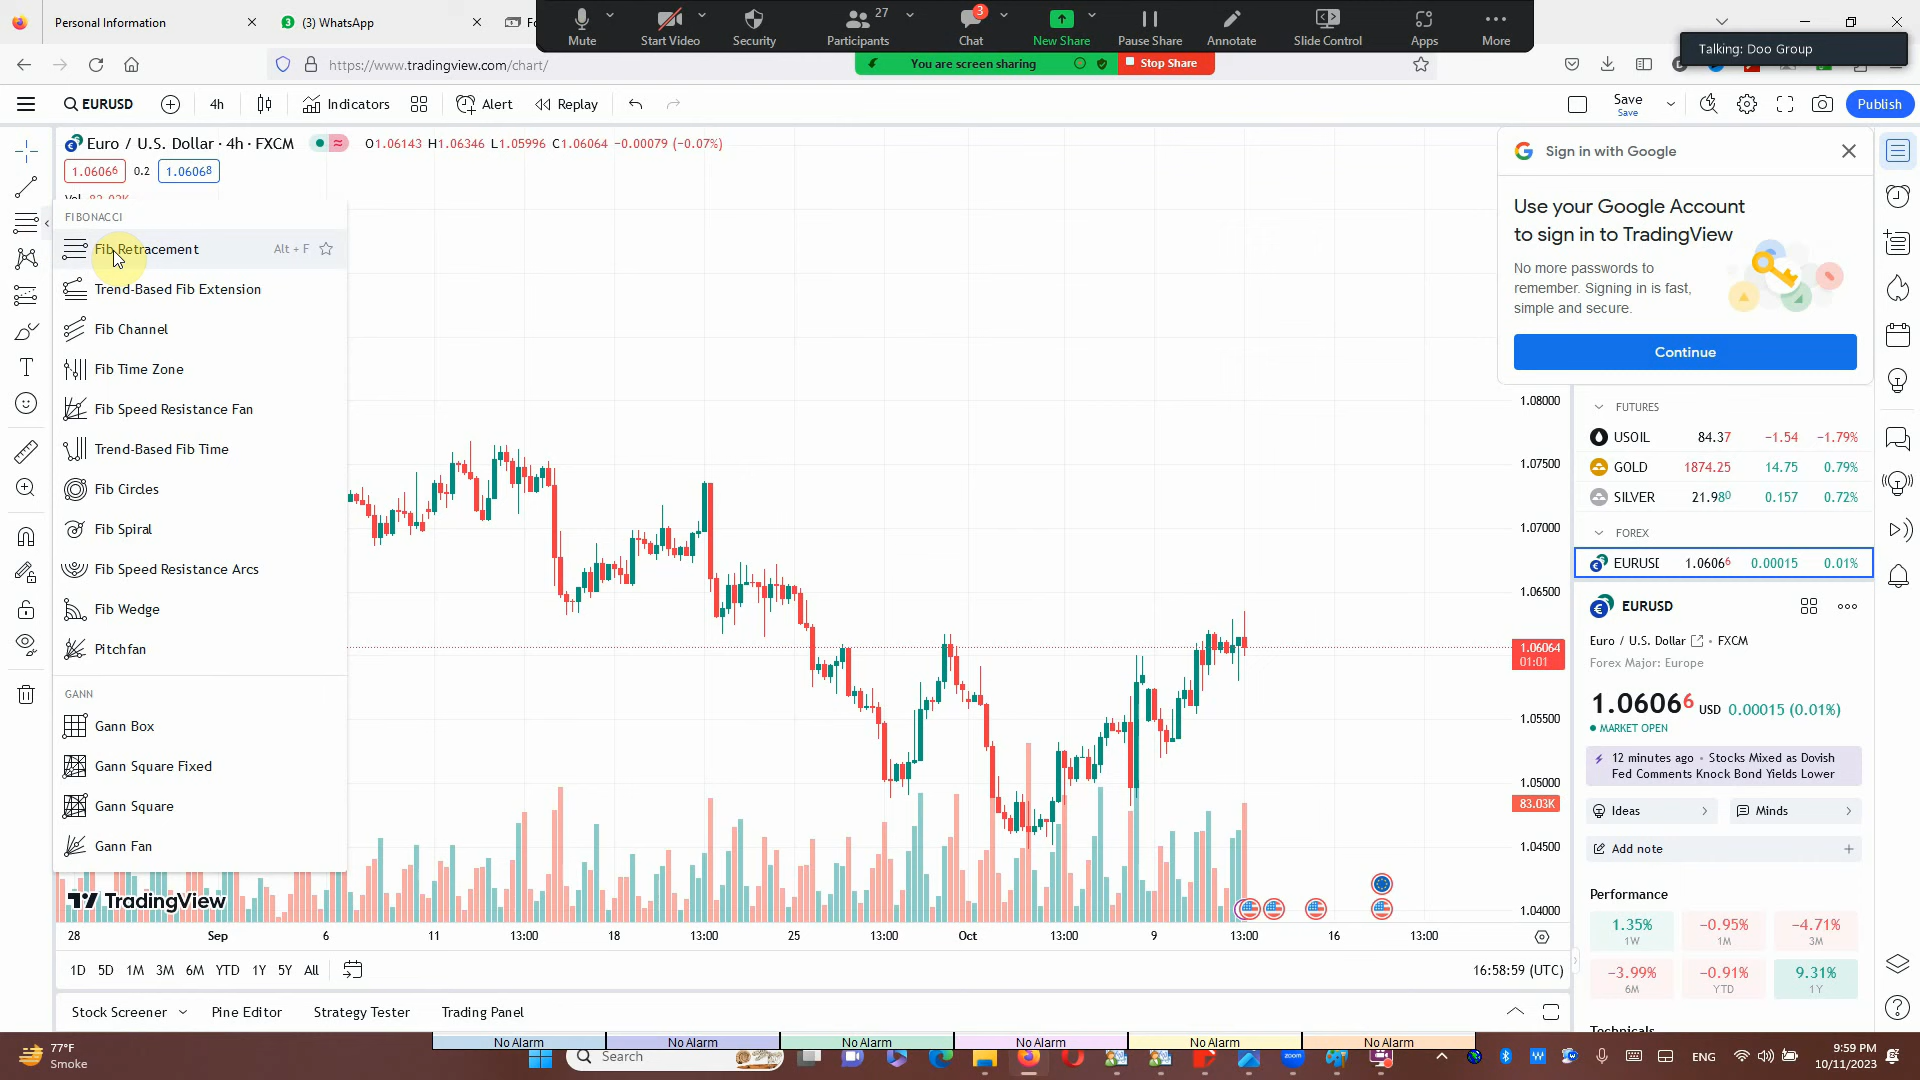 Personal Information
(3) WhatsApp
Mute
Start Video
Security
Participants
27
Chat
3
New Share
Pause Share
Annotate
Slide Control
Apps
More
Talking: Doo Group
https://www.tradingview.com/chart/
You are screen sharing
Stop Share
EURUSD
4h
Indicators
Alert
Replay
Save
Save
Publish
Euro / U.S. Dollar · 4h · FXCM
O1.06143 H1.06346 L1.05996 C1.06064 −0.00079 (−0.07%)
1.06066
0.2
1.06068
FIBONACCI
Fib Retracement
Alt + F
Trend-Based Fib Extension
Fib Channel
Fib Time Zone
Fib Speed Resistance Fan
Trend-Based Fib Time
Fib Circles
Fib Spiral
Fib Speed Resistance Arcs
Fib Wedge
Pitchfan
GANN
Gann Box
Gann Square Fixed
Gann Square
Gann Fan
TradingView
1.08000
1.07500
1.07000
1.06500
1.06064
01:01
1.05500
1.05000
83.03K
1.04500
1.04000
28
Sep
6
11
13:00
18
13:00
25
13:00
Oct
13:00
9
13:00
16
13:00
1D
5D
1M
3M
6M
YTD
1Y
5Y
All
16:58:59 (UTC)
Stock Screener
Pine Editor
Strategy Tester
Trading Panel
Sign in with Google
Use your Google Account
to sign in to TradingView
No more passwords to
remember. Signing in is fast,
simple and secure.
Continue
FUTURES
USOIL 84.37 −1.54 −1.79%
GOLD 1874.25 14.75 0.79%
SILVER 21.980 0.157 0.72%
FOREX
EURUSD 1.06066 0.00015 0.01%
EURUSD
Euro / U.S. Dollar · FXCM
Forex Major: Europe
1.06066 USD 0.00015 (0.01%)
MARKET OPEN
12 minutes ago · Stocks Mixed as Dovish
Fed Comments Knock Bond Yields Lower
Ideas
Minds
Add note
Performance
1.35%
1W
−0.95%
1M
−4.71%
3M
−3.99%
6M
−0.91%
YTD
9.31%
1Y
No Alarm
No Alarm
No Alarm
No Alarm
No Alarm
No Alarm
77°F
Smoke
Search
zoom
ENG
9:59 PM
10/11/2023